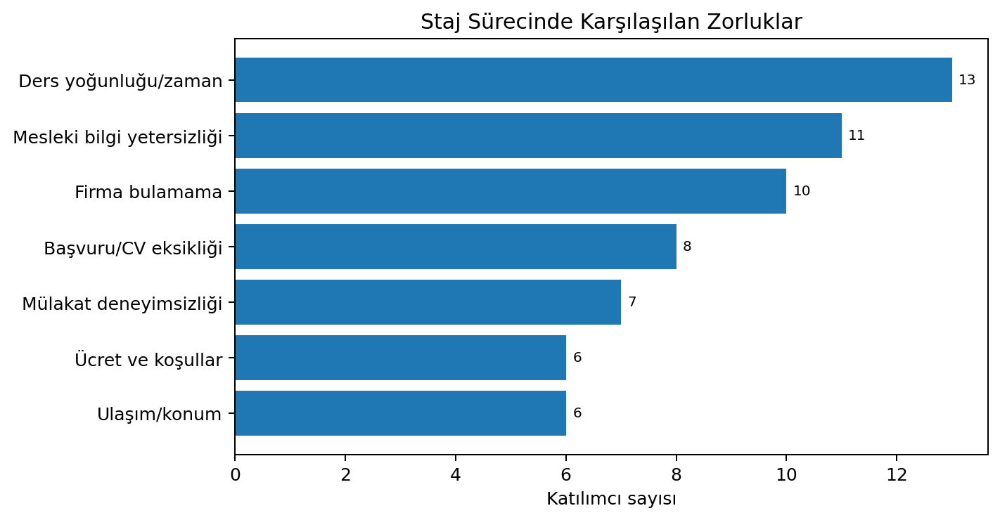 Staj Sürecinde Karşılaşılan Zorluklar
Ders yoğunluğu/zaman 13
Mesleki bilgi yetersizliği 11
Firma bulamama 10
Başvuru/CV eksikliği 8
Mülakat deneyimsizliği 7
Ücret ve koşullar 6
Ulaşım/konum 6
0 2 4 6 8 10 12
Katılımcı sayısı